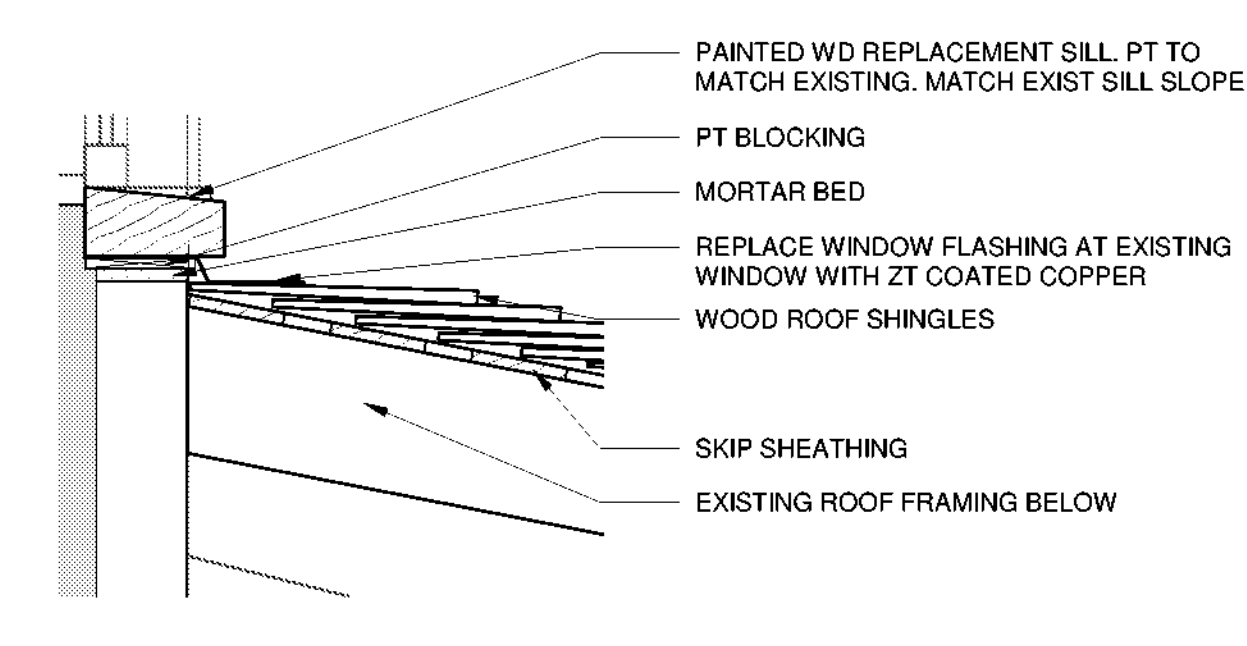 PAINTED WD REPLACEMENT SILL. PT TO
MATCH EXISTING. MATCH EXIST SILL SLOPE
PT BLOCKING
MORTAR BED
REPLACE WINDOW FLASHING AT EXISTING
WINDOW WITH ZT COATED COPPER
WOOD ROOF SHINGLES
SKIP SHEATHING
EXISTING ROOF FRAMING BELOW